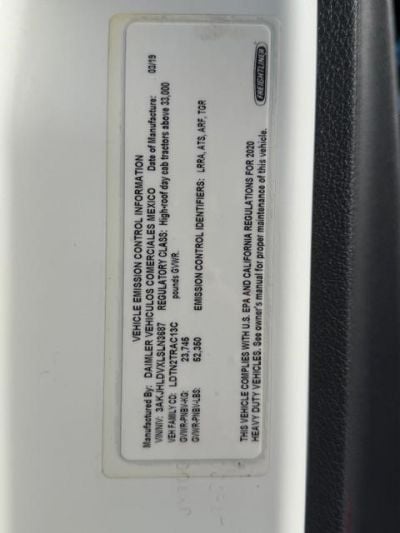 VEHICLE EMISSION CONTROL INFORMATION
Manufactured By: DAIMLER VEHICULOS COMERCIALES MEXICO Date of Manufacture: 03/19
VIN/NIV: 3AKJHLDVXLSLN3687 REGULATORY CLASS: High-roof day cab tractors above 33,000
pounds GVWR.
VEH FAMILY CD: LDTN2TRAC13C
GVWR-PNBV-KG: 23,745
GVWR-PNBV-LBS: 52,350 EMISSION CONTROL IDENTIFIERS: LRRA, ATS, ARF, TGR
THIS VEHICLE COMPLIES WITH U.S. EPA AND CALIFORNIA REGULATIONS FOR 2020
HEAVY DUTY VEHICLES. See owner's manual for proper maintenance of this vehicle.
FREIGHTLINER